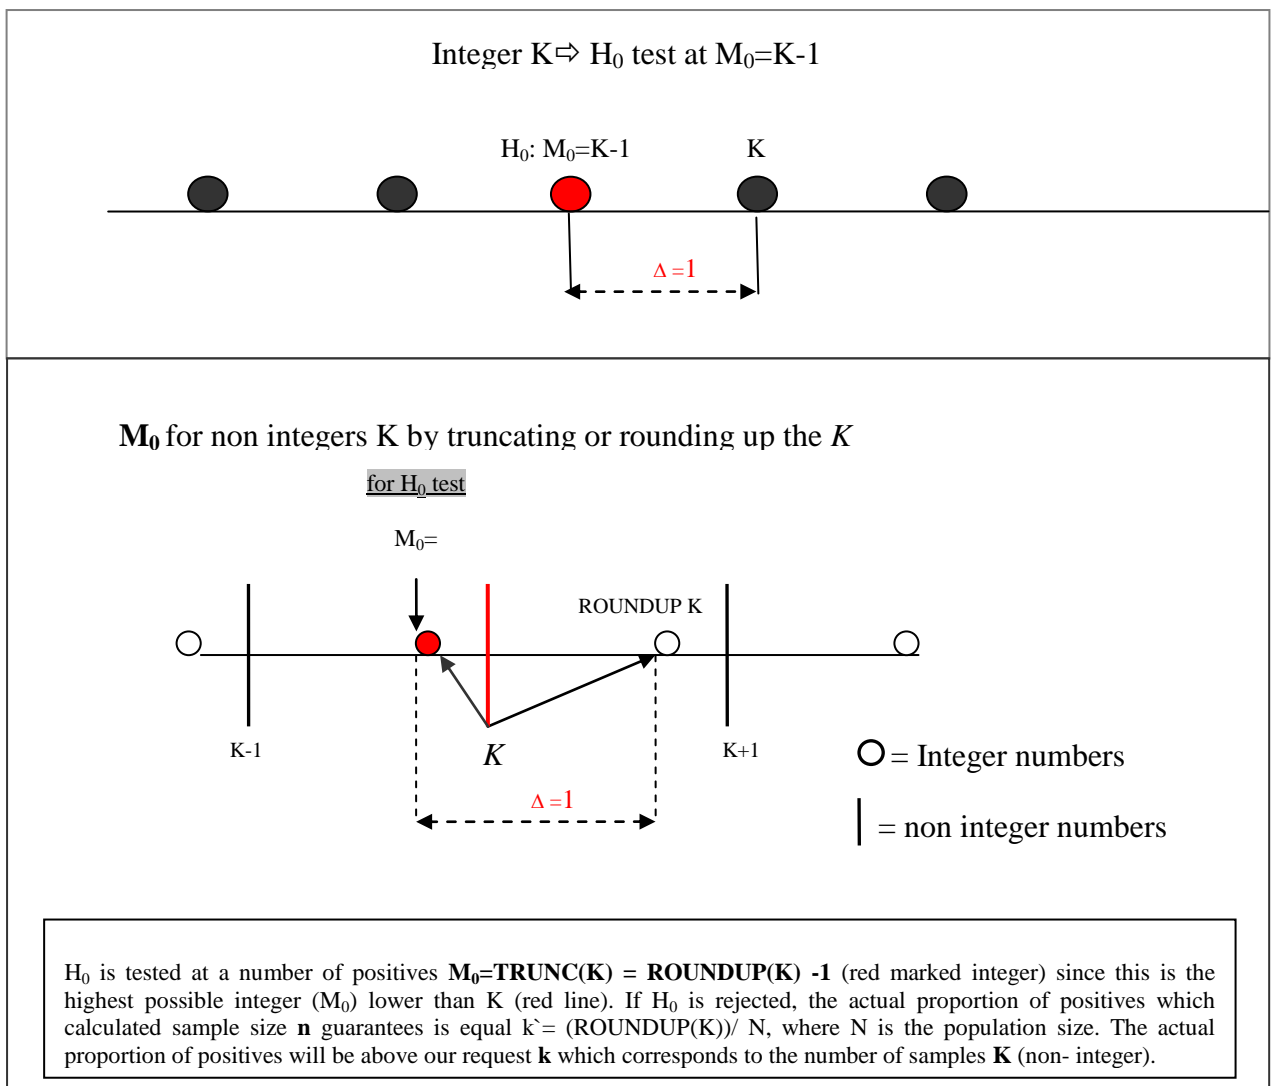 Integer K⇨ H₀ test at M₀=K-1
H₀: M₀=K-1
K
Δ =1
M₀ for non integers K by truncating or rounding up the K
for H₀ test
M₀=
ROUNDUP K
K-1
K
K+1
= Integer numbers
Δ =1
= non integer numbers
H₀ is tested at a number of positives M₀=TRUNC(K) = ROUNDUP(K) -1 (red marked integer) since this is the
highest possible integer (M₀) lower than K (red line). If H₀ is rejected, the actual proportion of positives which
calculated sample size n guarantees is equal k`= (ROUNDUP(K))/ N, where N is the population size. The actual
proportion of positives will be above our request k which corresponds to the number of samples K (non- integer).